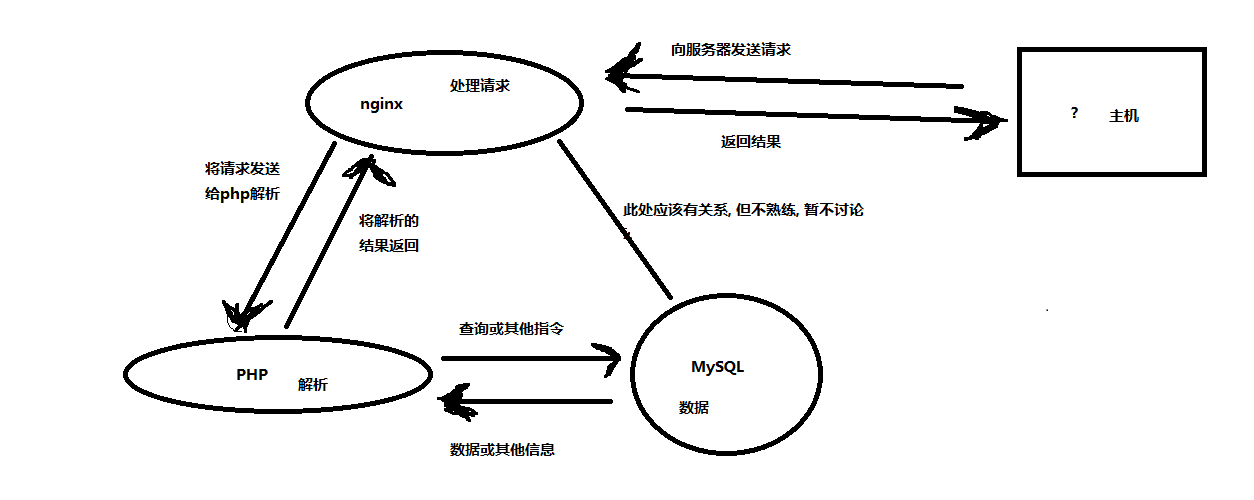 向服务器发送请求
处理请求
nginx
? 主机
返回结果
将请求发送
给php解析
将解析的
结果返回
此处应该有关系, 但不熟练, 暂不讨论
查询或其他指令
PHP 解析
MySQL
数据
数据或其他信息